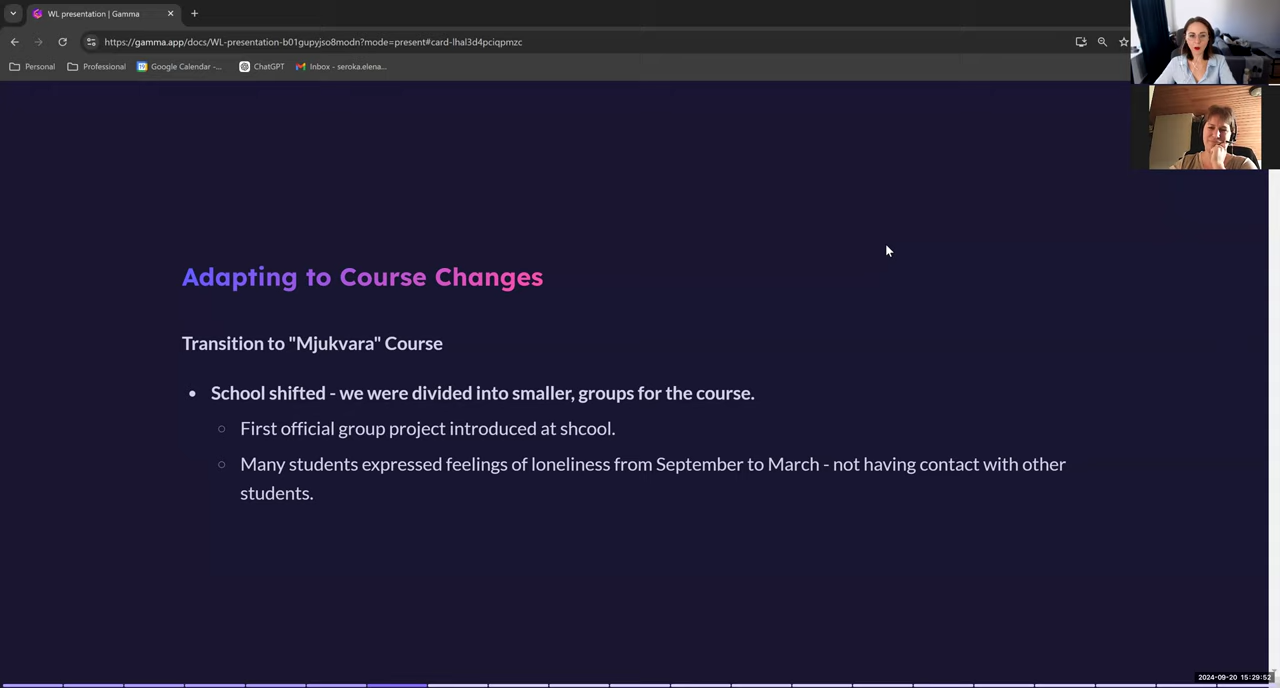 WL presentation | Gamma
https://gamma.app/docs/WL-presentation-b01gupyjso8modn?mode=present#card-lhal3d4pciqpmzc
Personal Professional Google Calendar -... ChatGPT Inbox - seroka.elena...
Adapting to Course Changes
Transition to "Mjukvara" Course
School shifted - we were divided into smaller, groups for the course.
First official group project introduced at shcool.
Many students expressed feelings of loneliness from September to March - not having contact with other
students.
2024-09-20 15:29:52